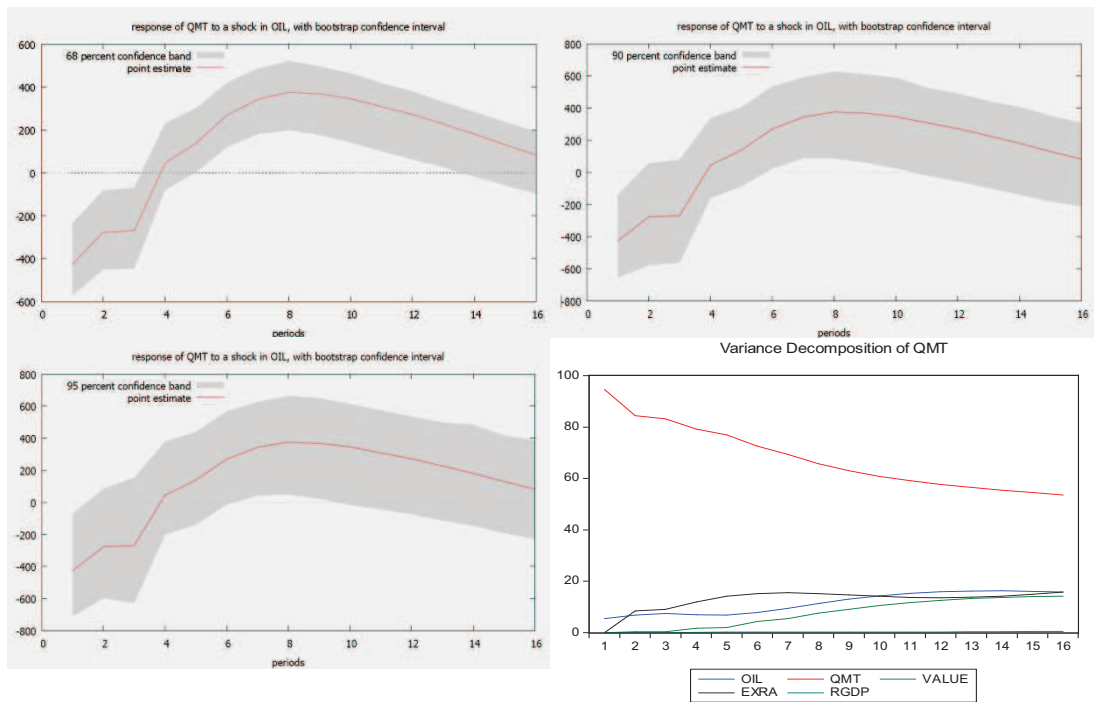 response of QMT to a shock in OIL, with bootstrap confidence interval
68 percent confidence band
point estimate
600
400
200
0
-200
-400
-600
0 2 4 6 8 10 12 14 16
periods
response of QMT to a shock in OIL, with bootstrap confidence interval
90 percent confidence band
point estimate
800
600
400
200
0
-200
-400
-600
-800
0 2 4 6 8 10 12 14 16
periods
response of QMT to a shock in OIL, with bootstrap confidence interval
95 percent confidence band
point estimate
800
600
400
200
0
-200
-400
-600
-800
0 2 4 6 8 10 12 14 16
periods
Variance Decomposition of QMT
100
80
60
40
20
0
1 2 3 4 5 6 7 8 9 10 11 12 13 14 15 16
OIL QMT VALUE
EXRA RGDP